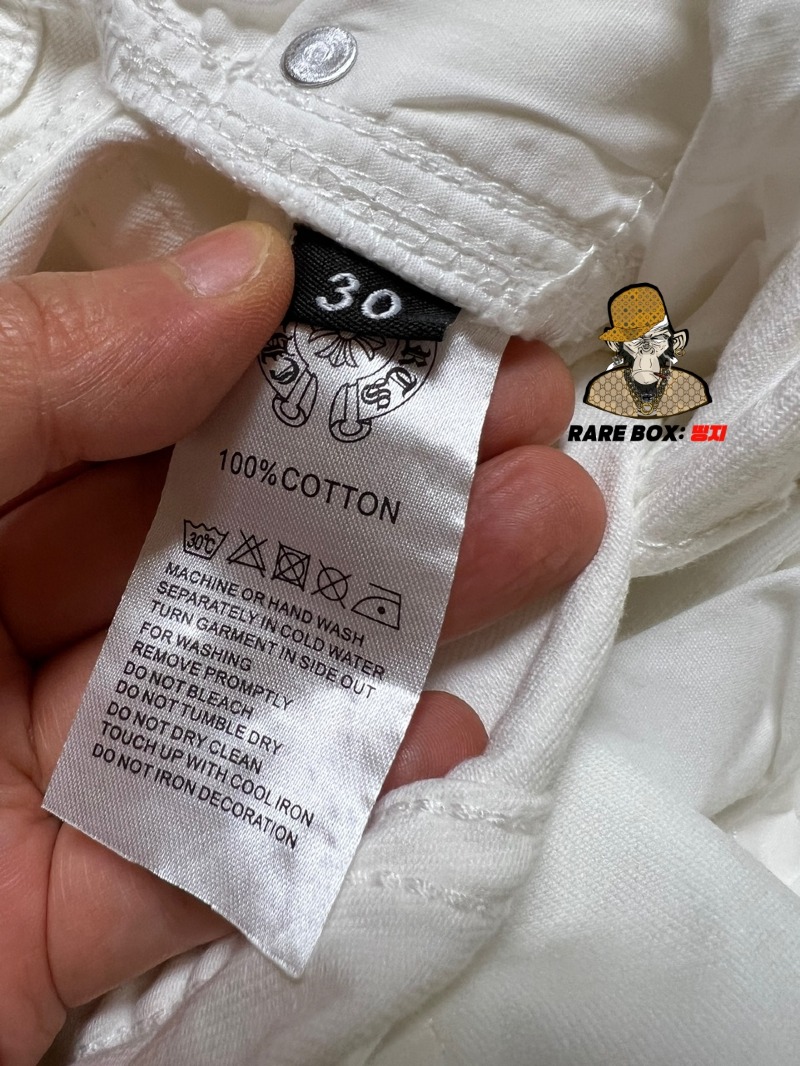 30
100% COTTON
30℃
MACHINE OR HAND WASH
SEPARATELY IN COLD WATER
TURN GARMENT IN SIDE OUT
FOR WASHING
REMOVE PROMPTLY
DO NOT BLEACH
DO NOT TUMBLE DRY
DO NOT DRY CLEAN
TOUCH UP WITH COOL IRON
DO NOT IRON DECORATION
RARE BOX: 띵지